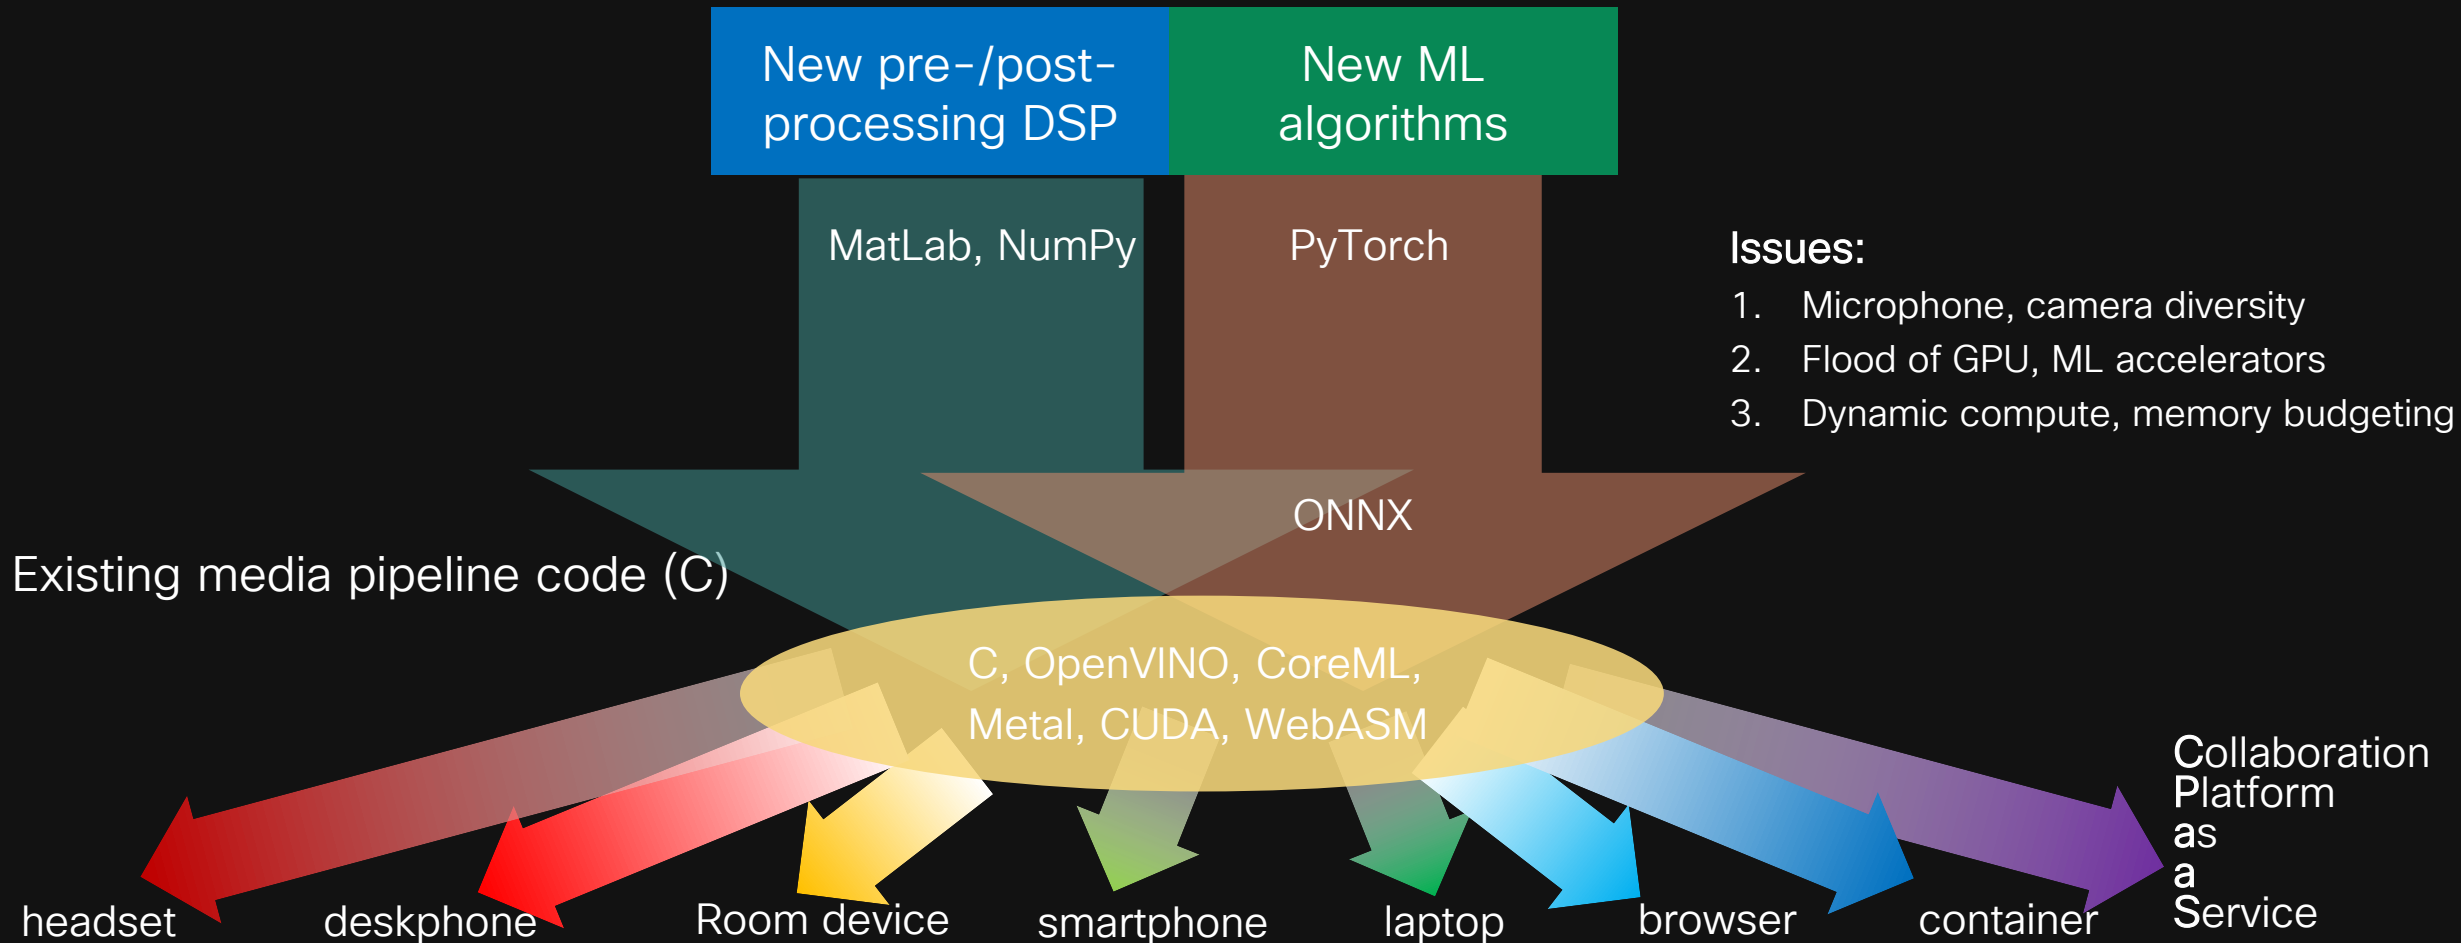 New pre-/post-
processing DSP
New ML
algorithms
MatLab, NumPy
PyTorch
Issues:
1. Microphone, camera diversity
2. Flood of GPU, ML accelerators
3. Dynamic compute, memory budgeting
ONNX
Existing media pipeline code (C)
C, OpenVINO, CoreML,
Metal, CUDA, WebASM
headset
deskphone
Room device
smartphone
laptop
browser
container
Collaboration
Platform
as
a
Service